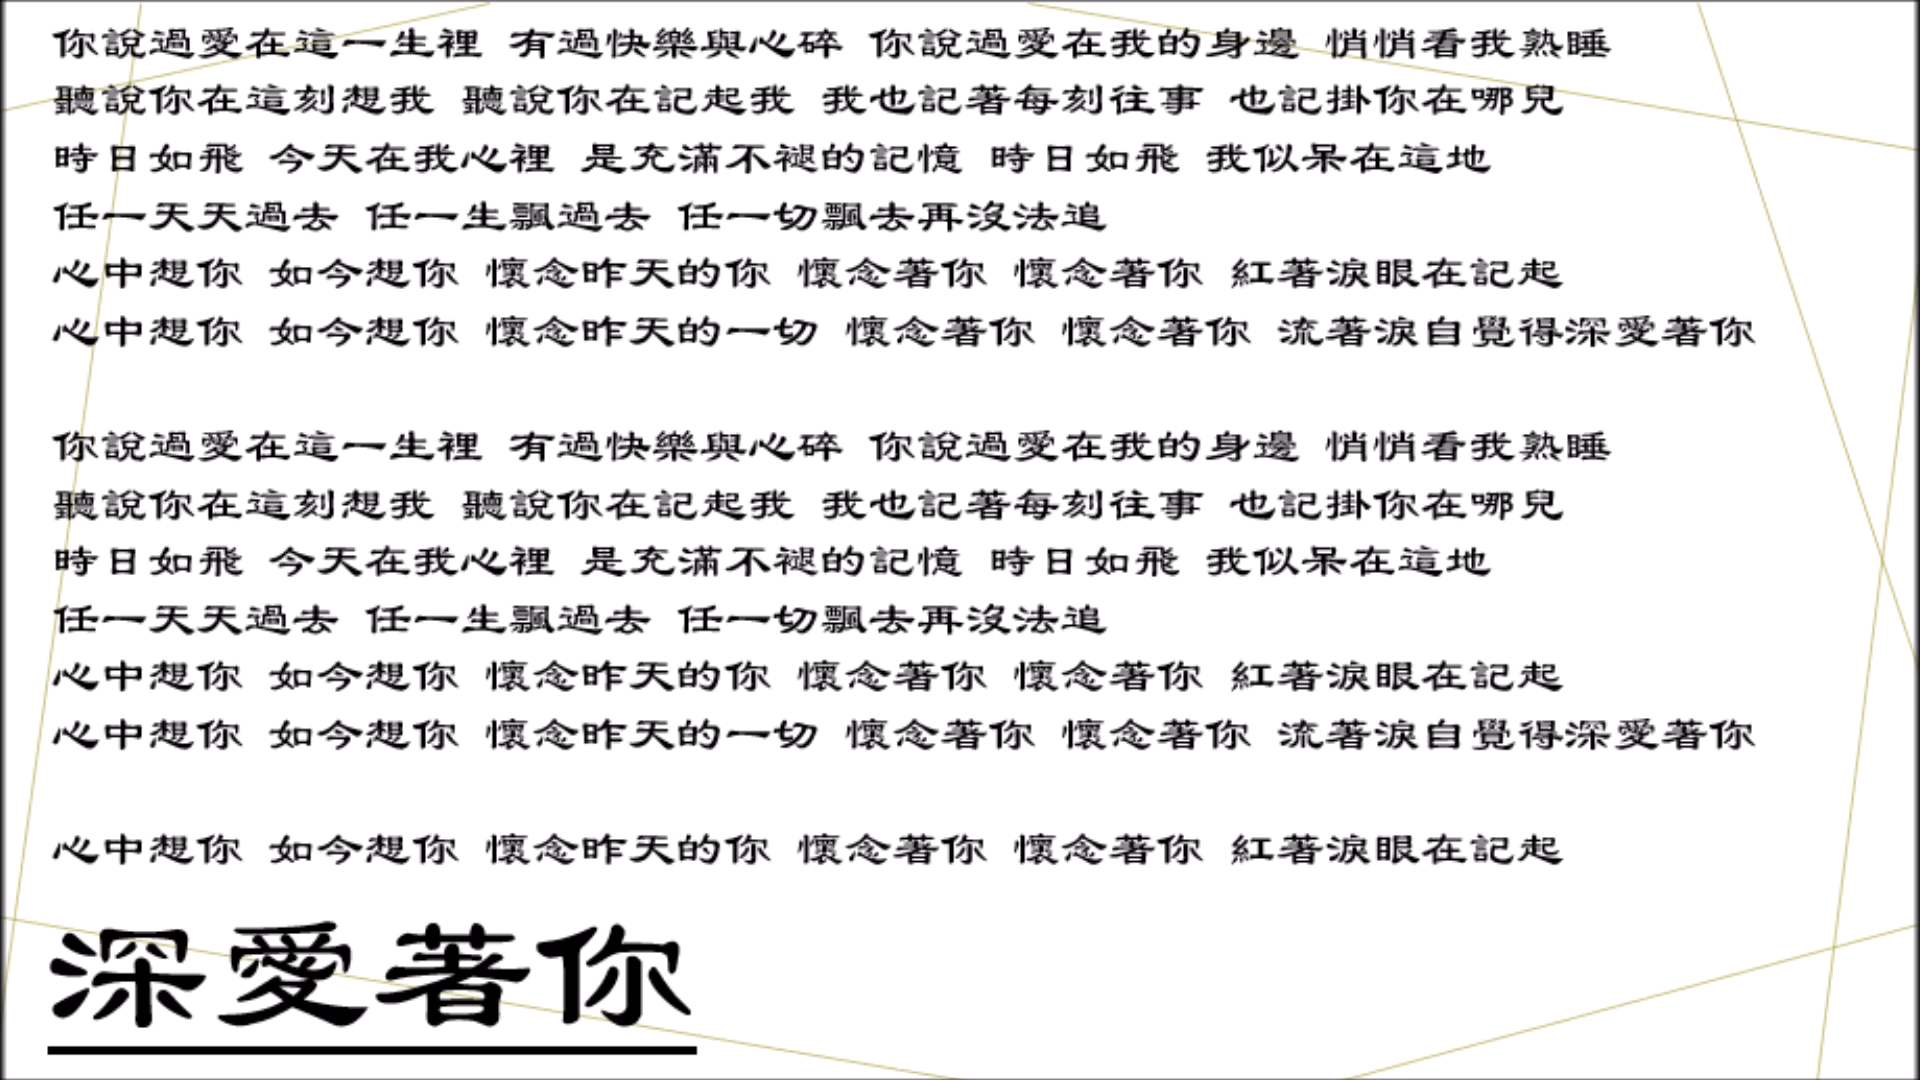 你說過愛在這一生裡 有過快樂與心碎 你說過愛在我的身邊 悄悄看我熟睡
聽說你在這刻想我 聽說你在記起我 我也記著每刻往事 也記掛你在哪兒
時日如飛 今天在我心裡 是充滿不褪的記憶 時日如飛 我似呆在這地
任一天天過去 任一生飄過去 任一切飄去再沒法追
心中想你 如今想你 懷念昨天的你 懷念著你 懷念著你 紅著淚眼在記起
心中想你 如今想你 懷念昨天的一切 懷念著你 懷念著你 流著淚自覺得深愛著你
你說過愛在這一生裡 有過快樂與心碎 你說過愛在我的身邊 悄悄看我熟睡
聽說你在這刻想我 聽說你在記起我 我也記著每刻往事 也記掛你在哪兒
時日如飛 今天在我心裡 是充滿不褪的記憶 時日如飛 我似呆在這地
任一天天過去 任一生飄過去 任一切飄去再沒法追
心中想你 如今想你 懷念昨天的你 懷念著你 懷念著你 紅著淚眼在記起
心中想你 如今想你 懷念昨天的一切 懷念著你 懷念著你 流著淚自覺得深愛著你
心中想你 如今想你 懷念昨天的你 懷念著你 懷念著你 紅著淚眼在記起
深愛著你